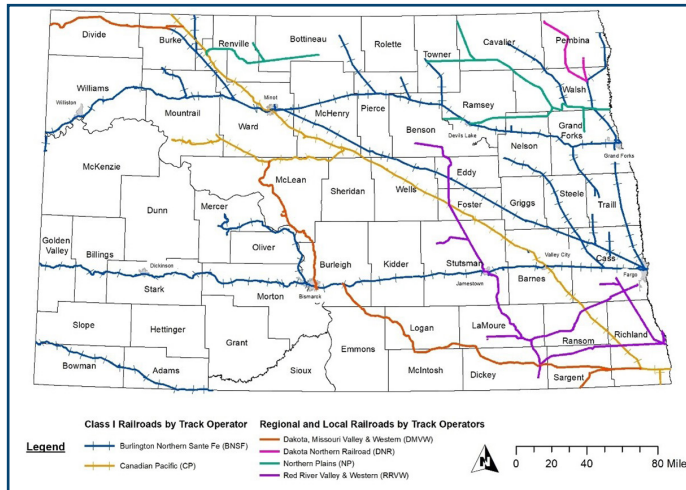 Divide
Burke
Renville
Bottineau
Rolette
Towner
Cavalier
Pembina
Williams
Williston
Mountrail
Ward
Minot
McHenry
Pierce
Benson
Ramsey
Devils Lake
Walsh
Nelson
Grand
Forks
Grand Forks
McKenzie
Dunn
McLean
Mercer
Oliver
Sheridan
Wells
Eddy
Foster
Griggs
Steele
Traill
Golden
Valley
Billings
Dickinson
Stark
Morton
Burleigh
Bismarck
Kidder
Stutsman
Jamestown
Barnes
Valley City
Cass
Fargo
Slope
Hettinger
Grant
Sioux
Emmons
Logan
LaMoure
Ransom
Richland
Bowman
Adams
McIntosh
Dickey
Sargent
Legend
Class I Railroads by Track Operator
Burlington Northern Sante Fe (BNSF)
Canadian Pacific (CP)
Regional and Local Railroads by Track Operators
Dakota, Missouri Valley & Western (DMVW)
Dakota Northern Railroad (DNR)
Northern Plains (NP)
Red River Valley & Western (RRVW)
N
0 20 40 60 80 Mile